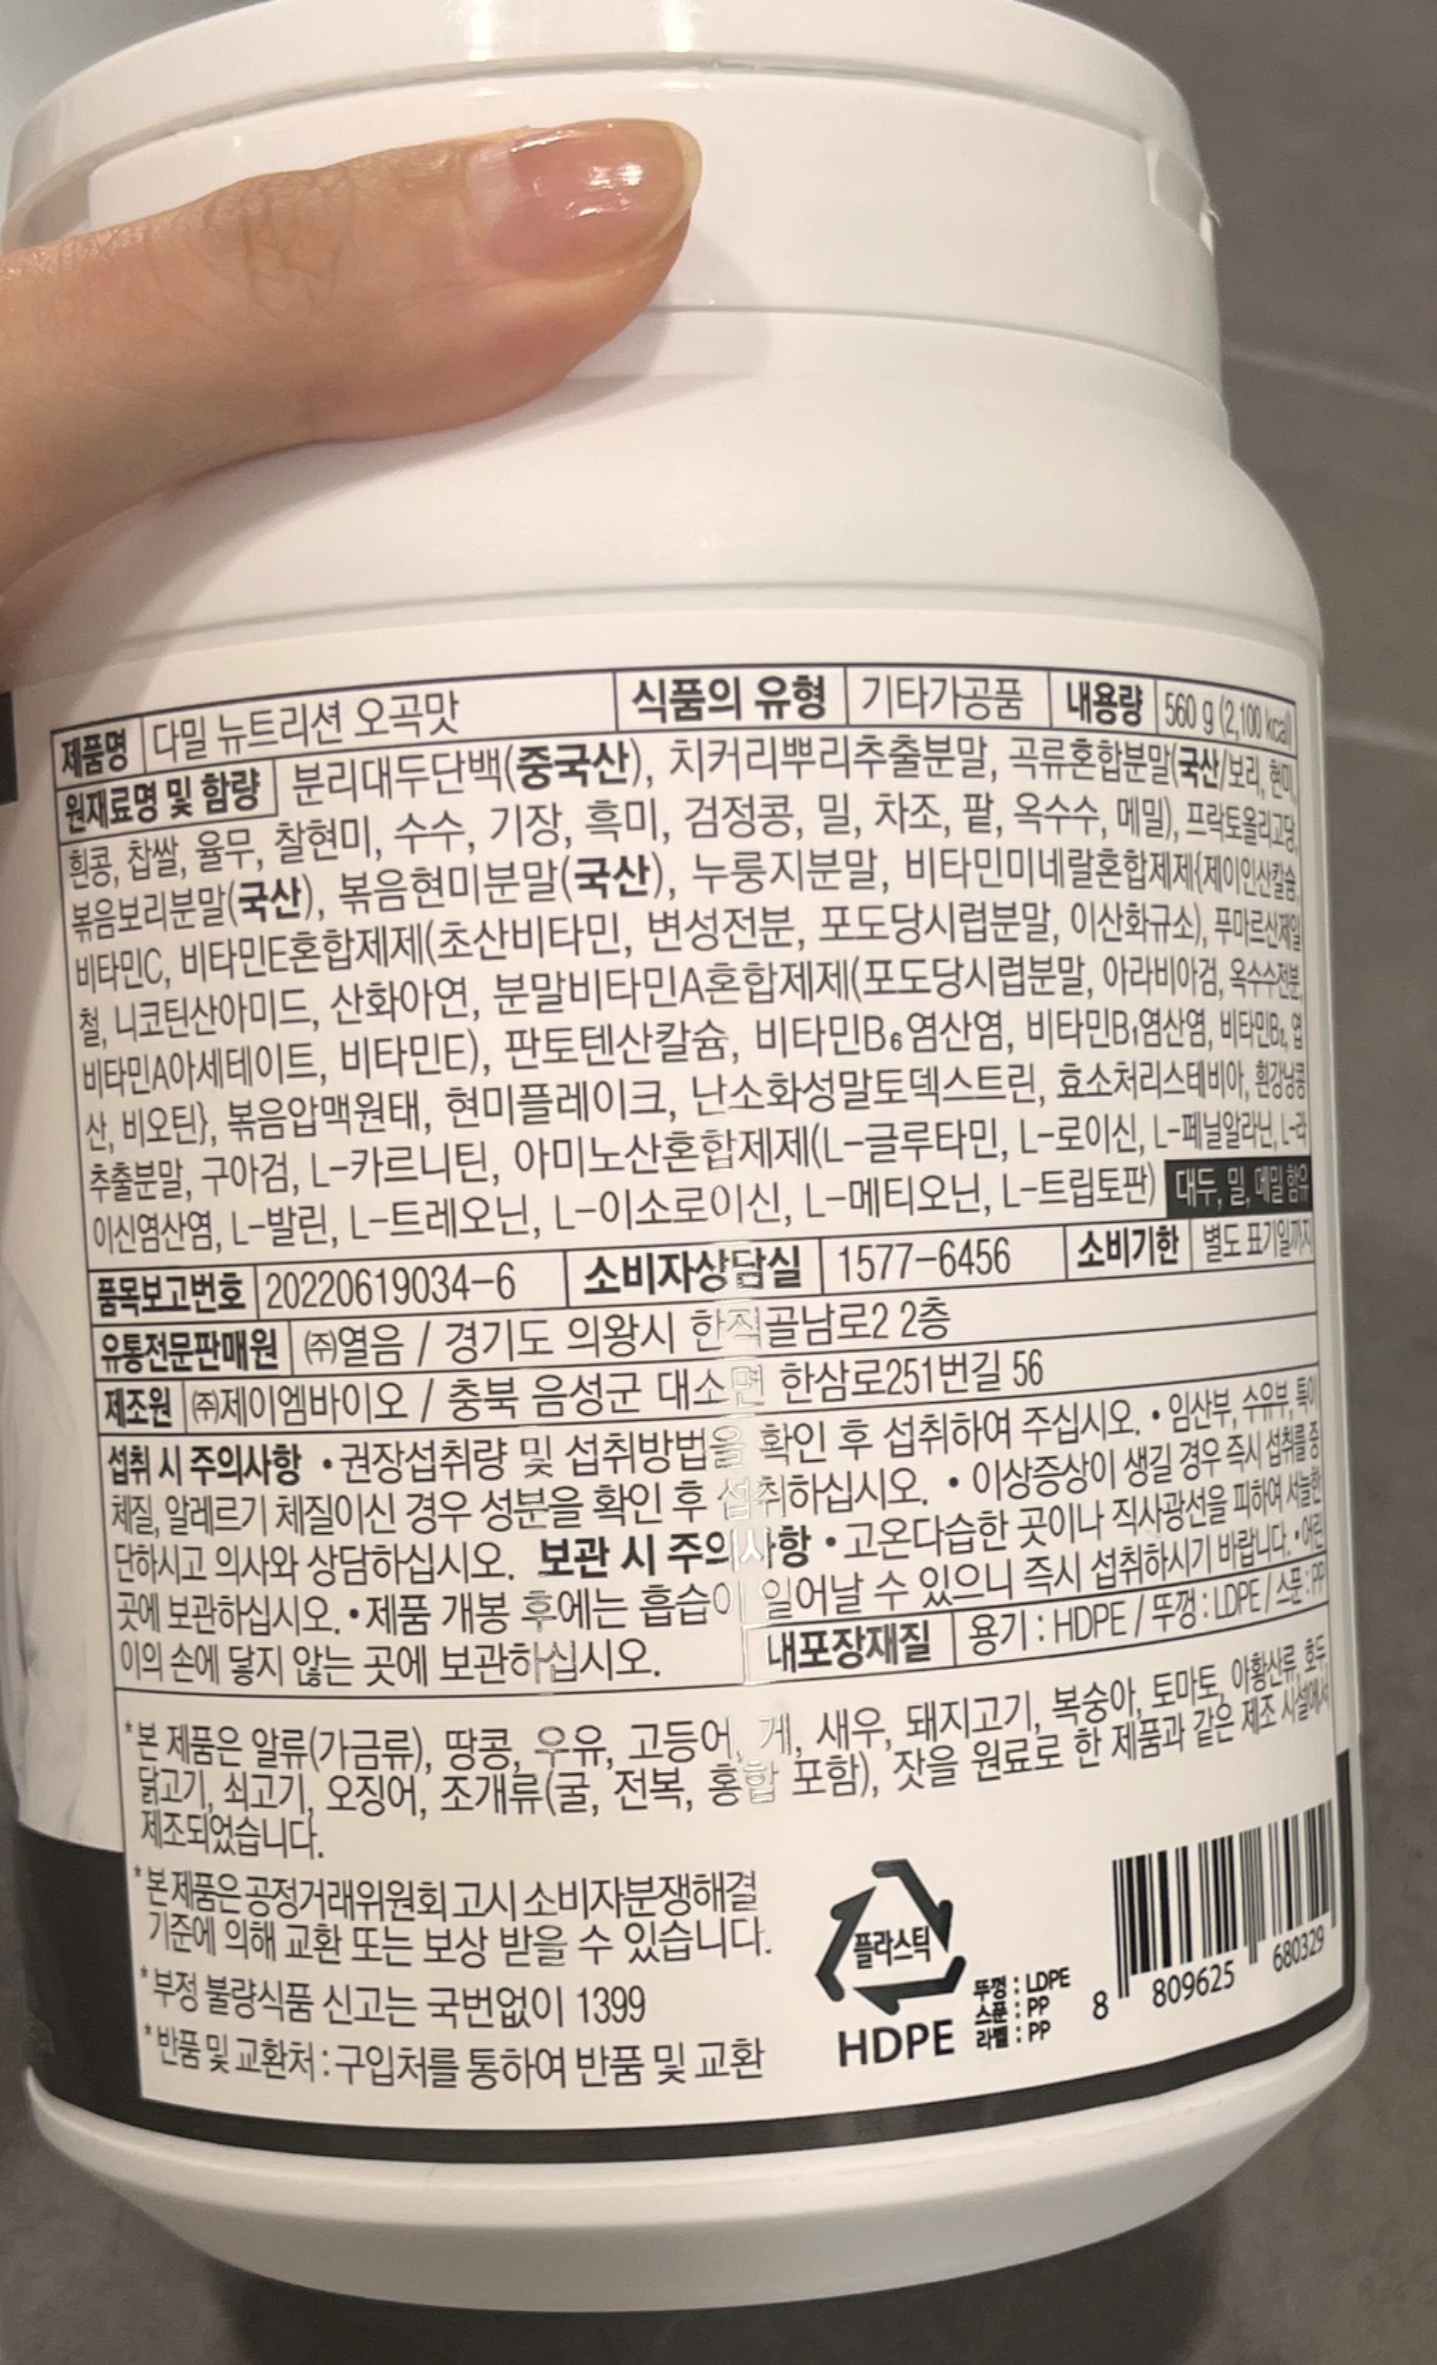 제품명 다밀 뉴트리션 오곡맛 식품의 유형 기타가공품 내용량 560 g (2,100 kcal)
원재료명 및 함량 분리대두단백(중국산), 치커리뿌리추출분말, 곡류혼합분말(국산/보리, 현미,
흰콩, 찹쌀, 율무, 찰현미, 수수, 기장, 흑미, 검정콩, 밀, 차조, 팥, 옥수수, 메밀), 프락토올리고당,
볶음보리분말(국산), 볶음현미분말(국산), 누룽지분말, 비타민미네랄혼합제제{제이인산칼슘,
비타민C, 비타민E혼합제제(초산비타민, 변성전분, 포도당시럽분말, 이산화규소), 푸마르산제일
철, 니코틴산아미드, 산화아연, 분말비타민A혼합제제(포도당시럽분말, 아라비아검, 옥수수전분,
비타민A아세테이트, 비타민E), 판토텐산칼슘, 비타민B₆염산염, 비타민B₁염산염, 비타민B₂, 엽
산, 비오틴}, 볶음압맥원태, 현미플레이크, 난소화성말토덱스트린, 효소처리스테비아, 흰강낭콩
추출분말, 구아검, L-카르니틴, 아미노산혼합제제(L-글루타민, L-로이신, L-페닐알라닌, L-라
이신염산염, L-발린, L-트레오닌, L-이소로이신, L-메티오닌, L-트립토판) 대두, 밀, 메밀 함유
품목보고번호 20220619034-6 소비자상담실 1577-6456 소비기한 별도 표기일까지
유통전문판매원 ㈜열음 / 경기도 의왕시 한직골남로2 2층
제조원 ㈜제이엠바이오 / 충북 음성군 대소면 한삼로251번길 56
섭취 시 주의사항 • 권장섭취량 및 섭취방법을 확인 후 섭취하여 주십시오. • 임산부, 수유부, 특이
체질, 알레르기 체질이신 경우 성분을 확인 후 섭취하십시오. • 이상증상이 생길 경우 즉시 섭취를 중
단하시고 의사와 상담하십시오. 보관 시 주의사항 • 고온다습한 곳이나 직사광선을 피하여 서늘한
곳에 보관하십시오. • 제품 개봉 후에는 흡습이 일어날 수 있으니 즉시 섭취하시기 바랍니다. • 어린
이의 손에 닿지 않는 곳에 보관하십시오. 내포장재질 용기 : HDPE / 뚜껑 : LDPE / 스푼 : PP
*본 제품은 알류(가금류), 땅콩, 우유, 고등어, 게, 새우, 돼지고기, 복숭아, 토마토, 아황산류, 호두,
닭고기, 쇠고기, 오징어, 조개류(굴, 전복, 홍합 포함), 잣을 원료로 한 제품과 같은 제조 시설에서
제조되었습니다.
*본 제품은 공정거래위원회 고시 소비자분쟁해결
기준에 의해 교환 또는 보상 받을 수 있습니다.
*부정 불량식품 신고는 국번없이 1399
*반품 및 교환처 : 구입처를 통하여 반품 및 교환
플라스틱
HDPE
뚜껑 : LDPE
스푼 : PP
라벨 : PP
8 809625 680329